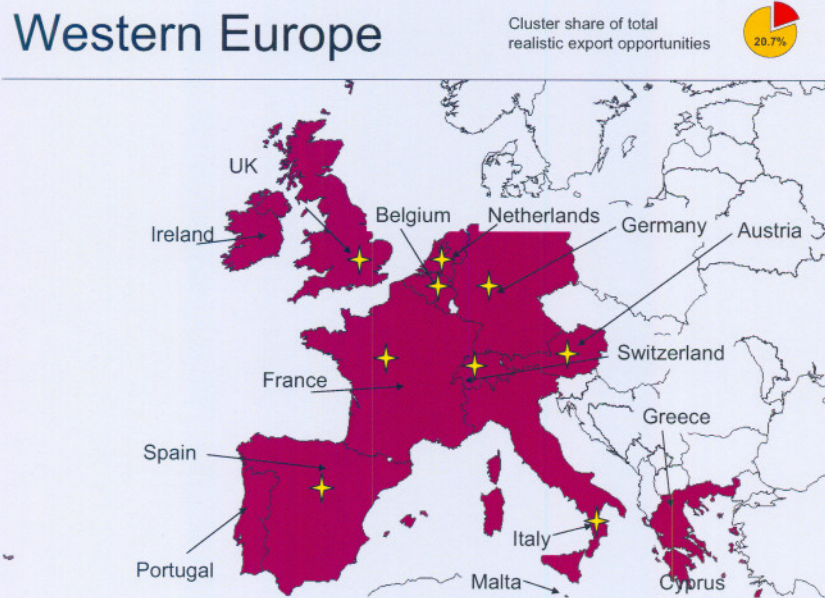 Western Europe
Cluster share of total
realistic export opportunities
20.7%
UK
Ireland
Belgium
Netherlands
Germany
Austria
Switzerland
France
Greece
Spain
Italy
Portugal
Malta
Cyprus